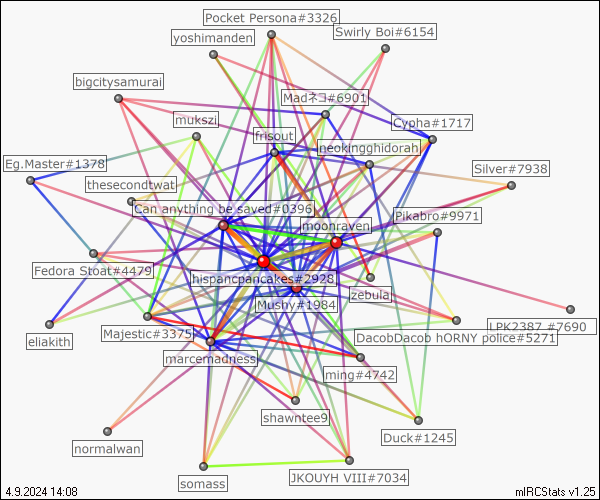 Pocket Persona#3326
Swirly Boi#6154
yoshimanden
bigcitysamurai
Madネコ#6901
mukszi
Cypha#1717
frisout
neokingghidorah
Eg.Master#1378
Silver#7938
thesecondtwat
Can anything be saved#0396
Pikabro#9971
moonraven
Fedora Stoat#4479
hispancpancakes#2928
zebulaj
Mushy#1984
LPK2387_#7690
eliakith
Majestic#3375
DacobDacob hORNY police#5271
marcemadness
ming#4742
shawntee9
Duck#1245
normalwan
JKOUYH VIII#7034
somass
4.9.2024 14:08
mIRCStats v1.25